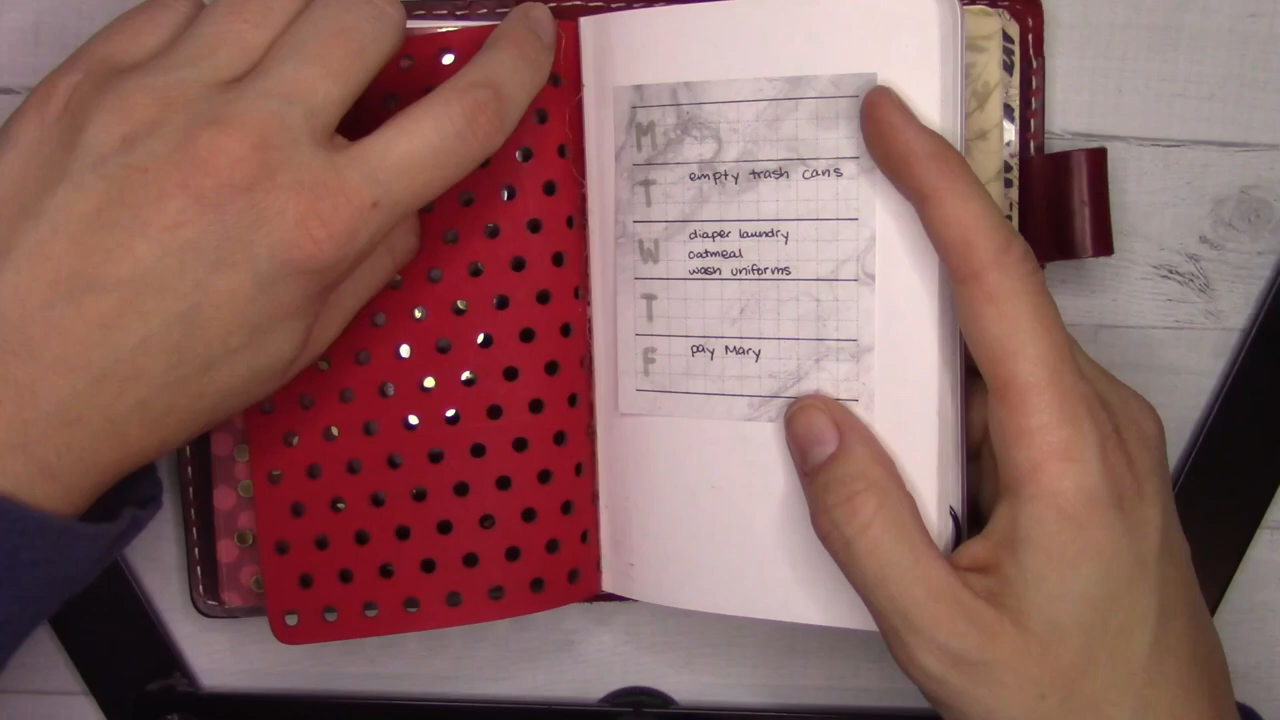 M
T empty trash cans
W diaper laundry
oatmeal
wash uniforms
T
F pay Mary